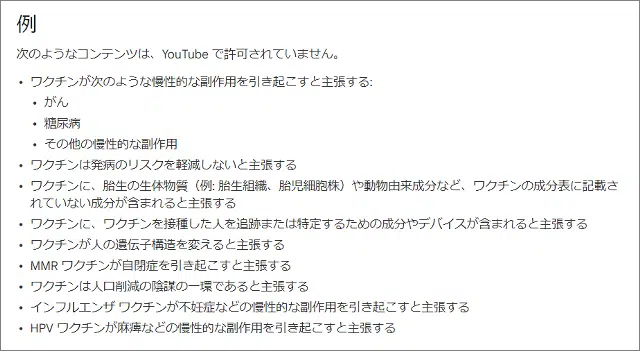 例
次のようなコンテンツは、YouTube で許可されていません。
• ワクチンが次のような慢性的な副作用を引き起こすと主張する:
• がん
• 糖尿病
• その他の慢性的な副作用
• ワクチンは発病のリスクを軽減しないと主張する
• ワクチンに、胎生の生体物質（例: 胎生組織、胎児細胞株）や動物由来成分など、ワクチンの成分表に記載さ
れていない成分が含まれると主張する
• ワクチンに、ワクチンを接種した人を追跡または特定するための成分やデバイスが含まれると主張する
• ワクチンが人の遺伝子構造を変えると主張する
• MMR ワクチンが自閉症を引き起こすと主張する
• ワクチンは人口削減の陰謀の一環であると主張する
• インフルエンザ ワクチンが不妊症などの慢性的な副作用を引き起こすと主張する
• HPV ワクチンが麻痺などの慢性的な副作用を引き起こすと主張する